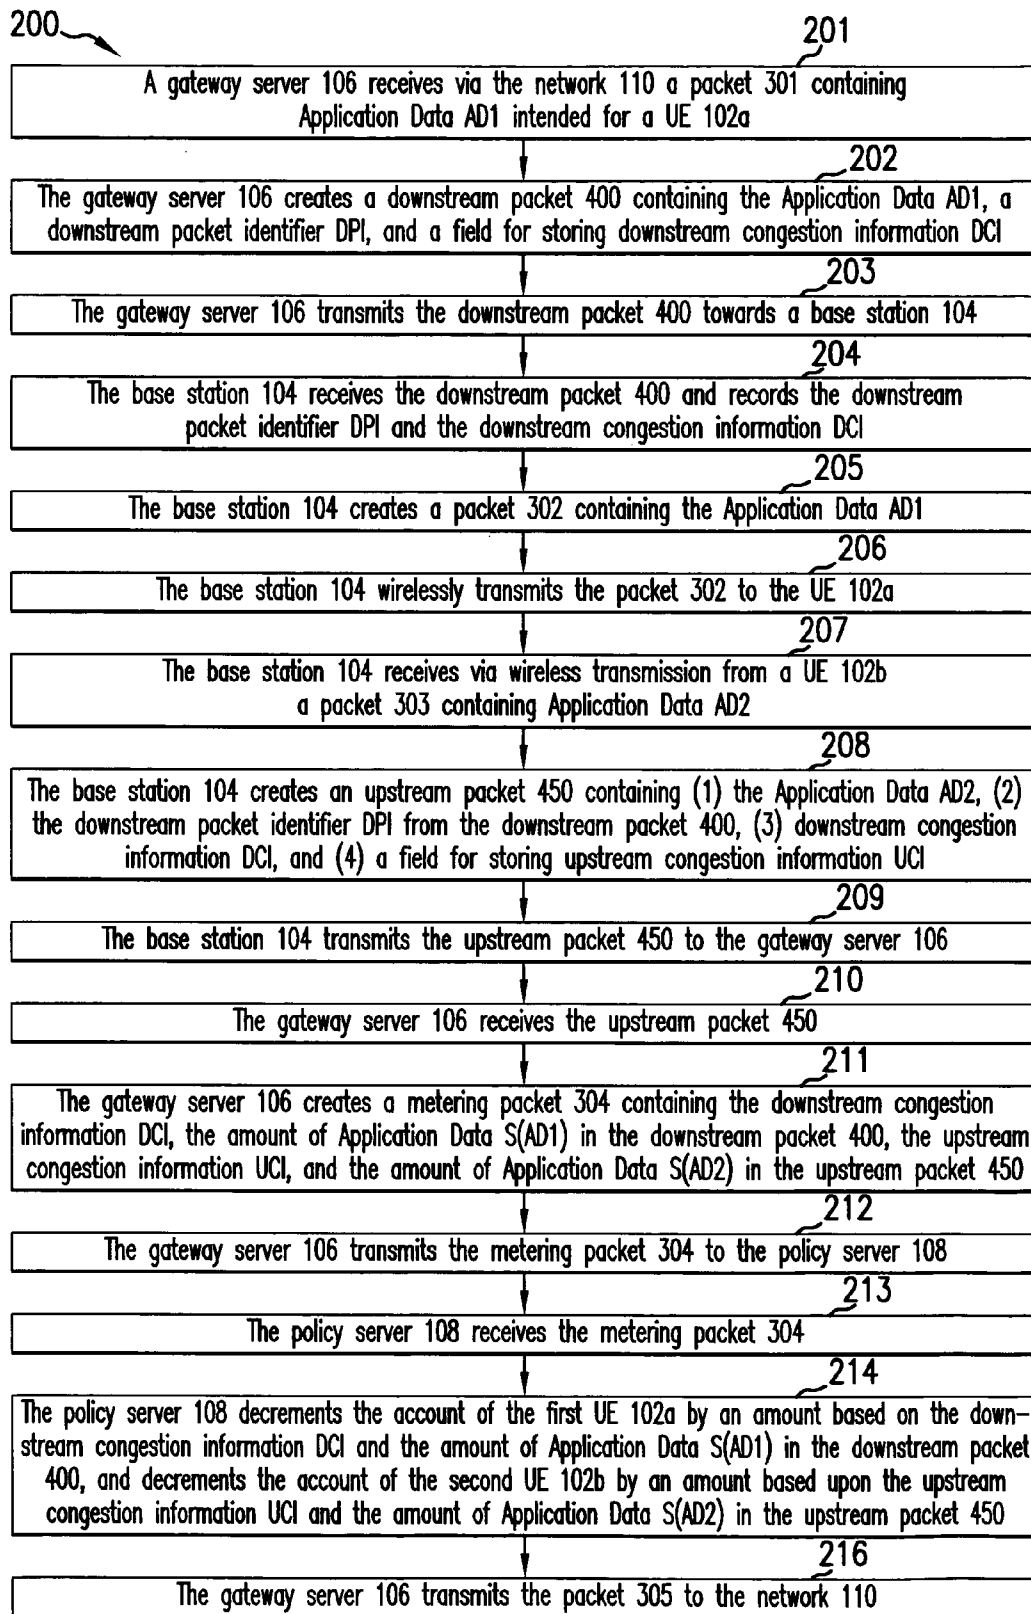 200
201
A gateway server 106 receives via the network 110 a packet 301 containing
Application Data AD1 intended for a UE 102a
202
The gateway server 106 creates a downstream packet 400 containing the Application Data AD1, a
downstream packet identifier DPI, and a field for storing downstream congestion information DCI
203
The gateway server 106 transmits the downstream packet 400 towards a base station 104
204
The base station 104 receives the downstream packet 400 and records the downstream
packet identifier DPI and the downstream congestion information DCI
205
The base station 104 creates a packet 302 containing the Application Data AD1
206
The base station 104 wirelessly transmits the packet 302 to the UE 102a
207
The base station 104 receives via wireless transmission from a UE 102b
a packet 303 containing Application Data AD2
208
The base station 104 creates an upstream packet 450 containing (1) the Application Data AD2, (2)
the downstream packet identifier DPI from the downstream packet 400, (3) downstream congestion
information DCI, and (4) a field for storing upstream congestion information UCI
209
The base station 104 transmits the upstream packet 450 to the gateway server 106
210
The gateway server 106 receives the upstream packet 450
211
The gateway server 106 creates a metering packet 304 containing the downstream congestion
information DCI, the amount of Application Data S(AD1) in the downstream packet 400, the upstream
congestion information UCI, and the amount of Application Data S(AD2) in the upstream packet 450
212
The gateway server 106 transmits the metering packet 304 to the policy server 108
213
The policy server 108 receives the metering packet 304
214
The policy server 108 decrements the account of the first UE 102a by an amount based on the down-
stream congestion information DCI and the amount of Application Data S(AD1) in the downstream packet
400, and decrements the account of the second UE 102b by an amount based upon the upstream
congestion information UCI and the amount of Application Data S(AD2) in the upstream packet 450
216
The gateway server 106 transmits the packet 305 to the network 110